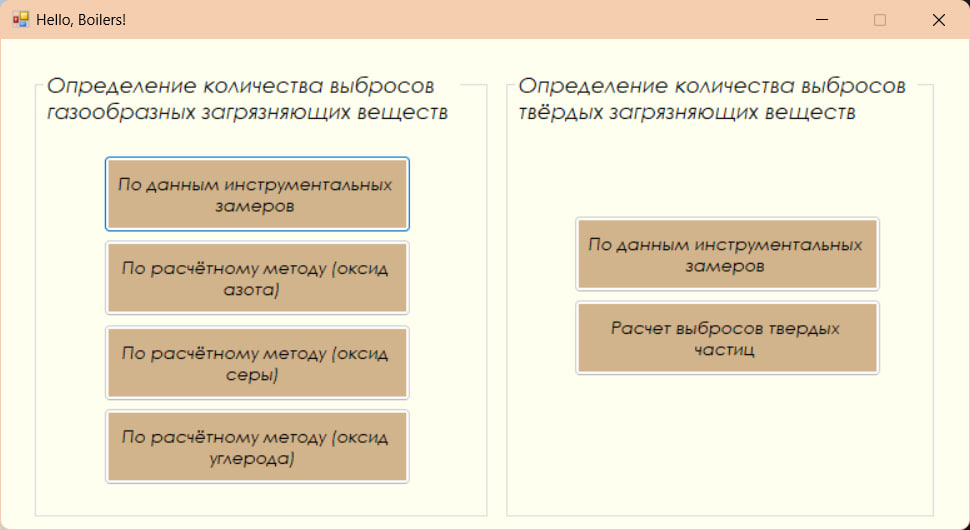 Hello, Boilers!
Определение количества выбросов
газообразных загрязняющих веществ
По данным инструментальных
замеров
По расчётному методу (оксид
азота)
По расчётному методу (оксид
серы)
По расчётному методу (оксид
углерода)
Определение количества выбросов
твёрдых загрязняющих веществ
По данным инструментальных
замеров
Расчет выбросов твердых
частиц